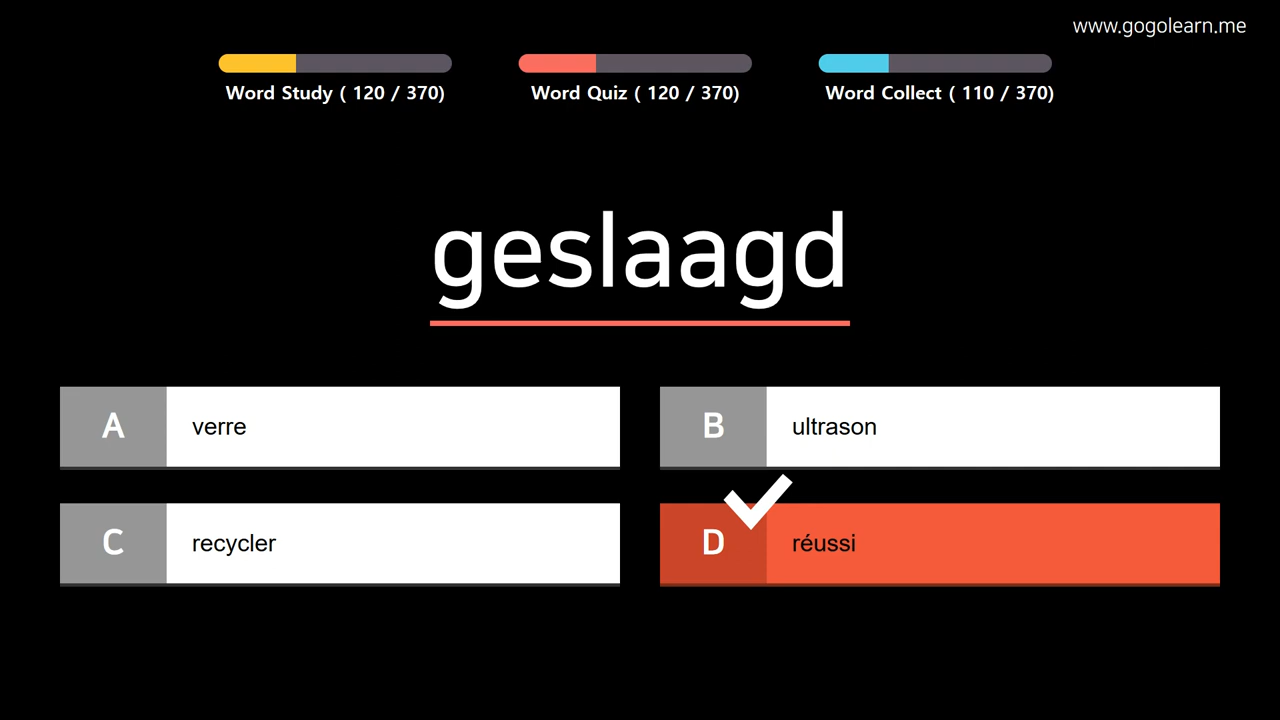 www.gogolearn.me
Word Study ( 120 / 370)
Word Quiz ( 120 / 370)
Word Collect ( 110 / 370)
geslaagd
A verre
B ultrason
C recycler
D réussi